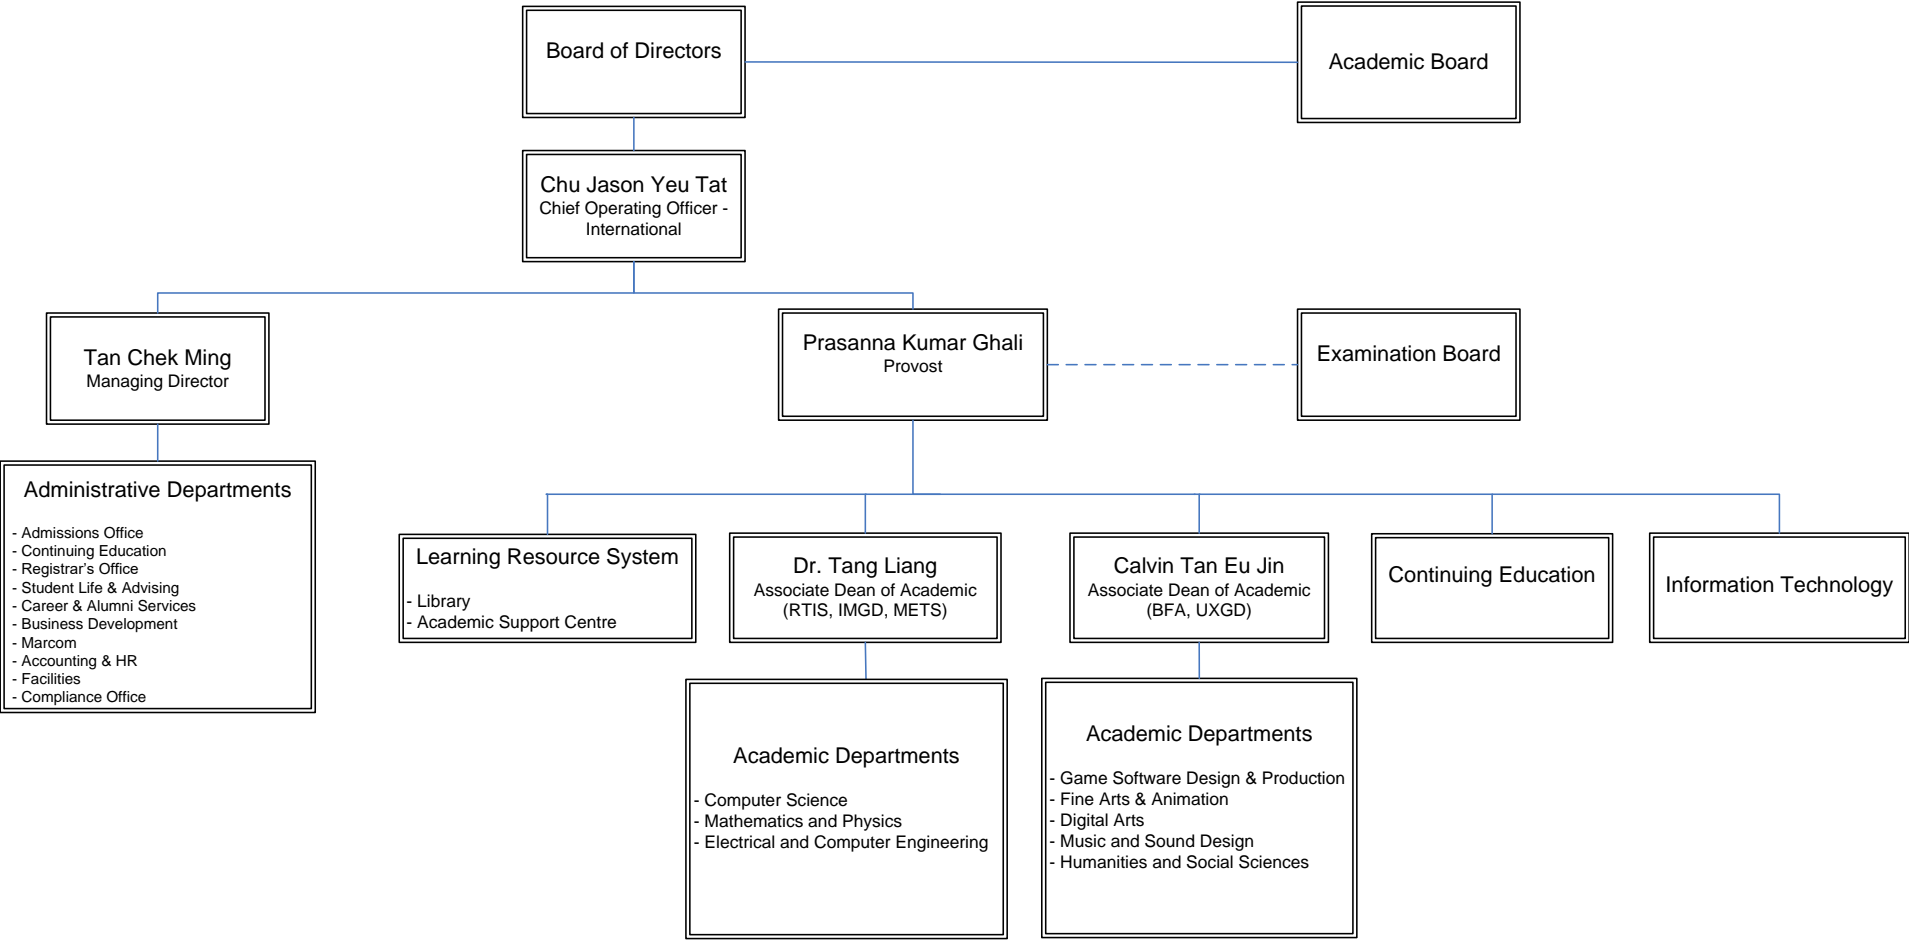 Board of Directors
Academic Board
Chu Jason Yeu Tat
Chief Operating Officer -
International
Tan Chek Ming
Managing Director
Prasanna Kumar Ghali
Provost
Examination Board
Administrative Departments
- Admissions Office
- Continuing Education
- Registrar's Office
- Student Life & Advising
- Career & Alumni Services
- Business Development
- Marcom
- Accounting & HR
- Facilities
- Compliance Office
Learning Resource System
- Library
- Academic Support Centre
Dr. Tang Liang
Associate Dean of Academic
(RTIS, IMGD, METS)
Calvin Tan Eu Jin
Associate Dean of Academic
(BFA, UXGD)
Continuing Education
Information Technology
Academic Departments
- Computer Science
- Mathematics and Physics
- Electrical and Computer Engineering
Academic Departments
- Game Software Design & Production
- Fine Arts & Animation
- Digital Arts
- Music and Sound Design
- Humanities and Social Sciences